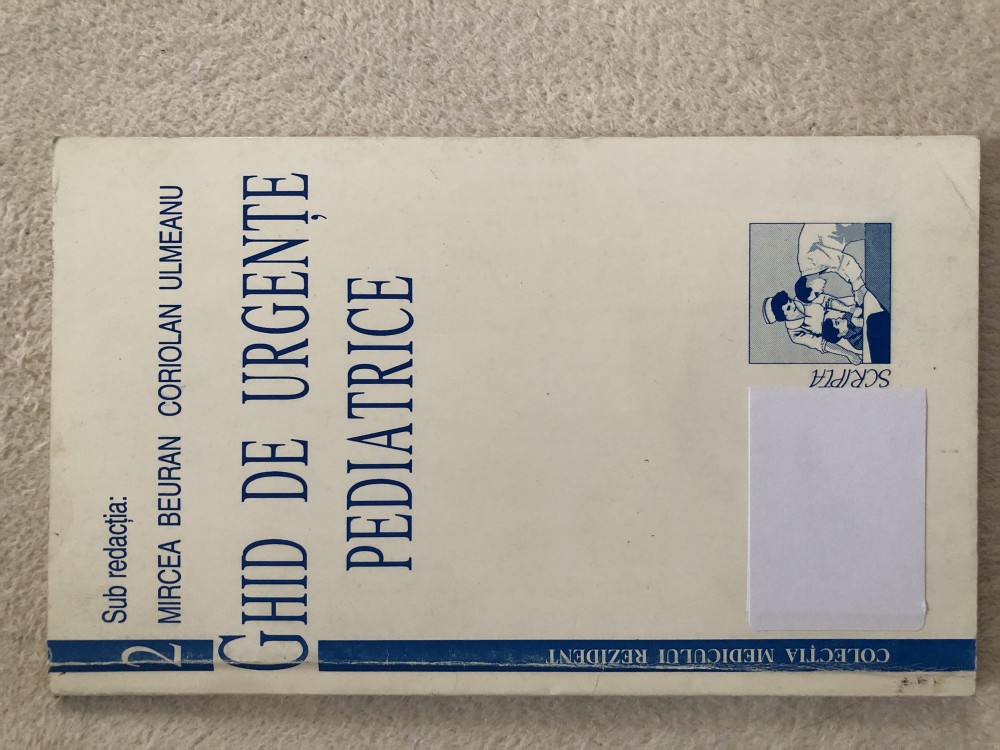 Sub redacția:
MIRCEA BEURAN CORIOLAN ULMEANU
2
GHID DE URGENȚE
PEDIATRICE
SCRIPTA
COLECȚIA MEDICULUI REZIDENT